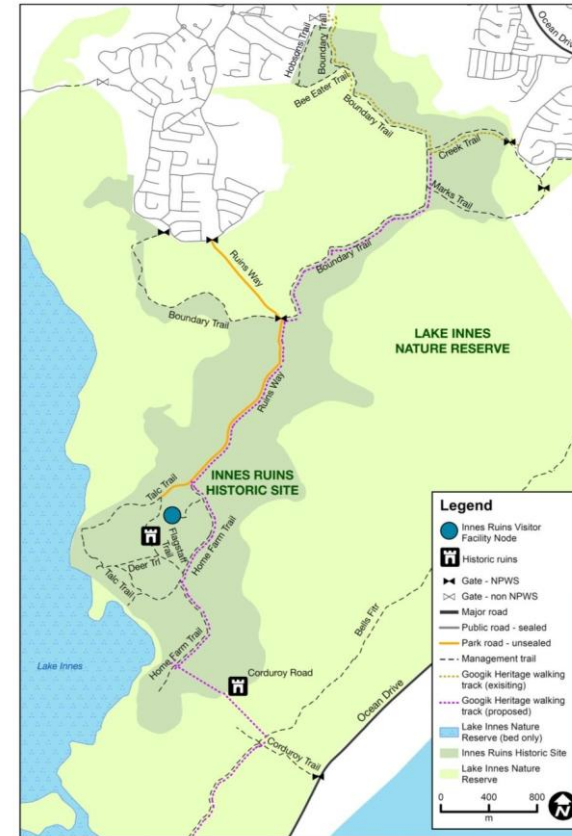 Hobsons Trail
Boundary Trail
Ocean Drive
Bee Eater Trail
Boundary Trail
Creek Trail
Marks Trail
Boundary Trail
Ruins Way
Boundary Trail
LAKE INNES
NATURE RESERVE
Ruins Way
INNES RUINS
HISTORIC SITE
Talc Trail
Flagstaff
Trail
Home Farm Trail
Deer Trl
Talc Trail
Bells Fitr
Lake Innes
Home Farm Trail
Corduroy Road
Ocean Drive
Corduroy Trail
Legend
Innes Ruins Visitor
Facility Node
Historic ruins
Gate - NPWS
Gate - non NPWS
Major road
Public road - sealed
Park road - unsealed
Management trail
Googik Heritage walking
track (exisiting)
Googik Heritage walking
track (proposed)
Lake Innes Nature
Reserve (bed only)
Innes Ruins Historic Site
Lake Innes Nature
Reserve
0 400 800
m
N